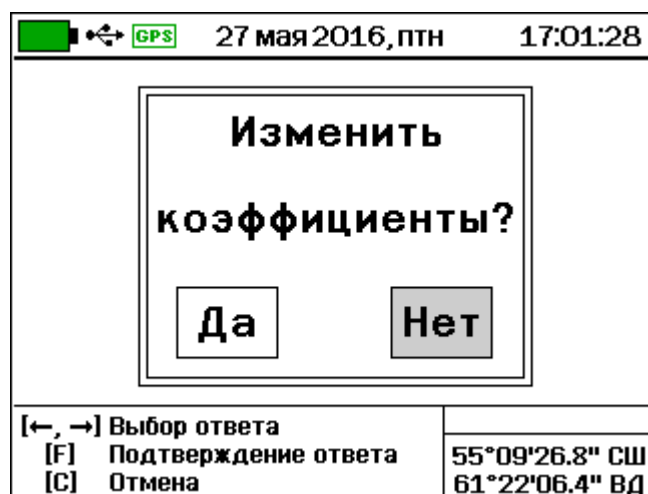 GPS 27 мая 2016, птн 17:01:28
Изменить
коэффициенты?
Да Нет
[←, →] Выбор ответа
[F] Подтверждение ответа 55°09'26.8" СШ
[C] Отмена 61°22'06.4" ВД